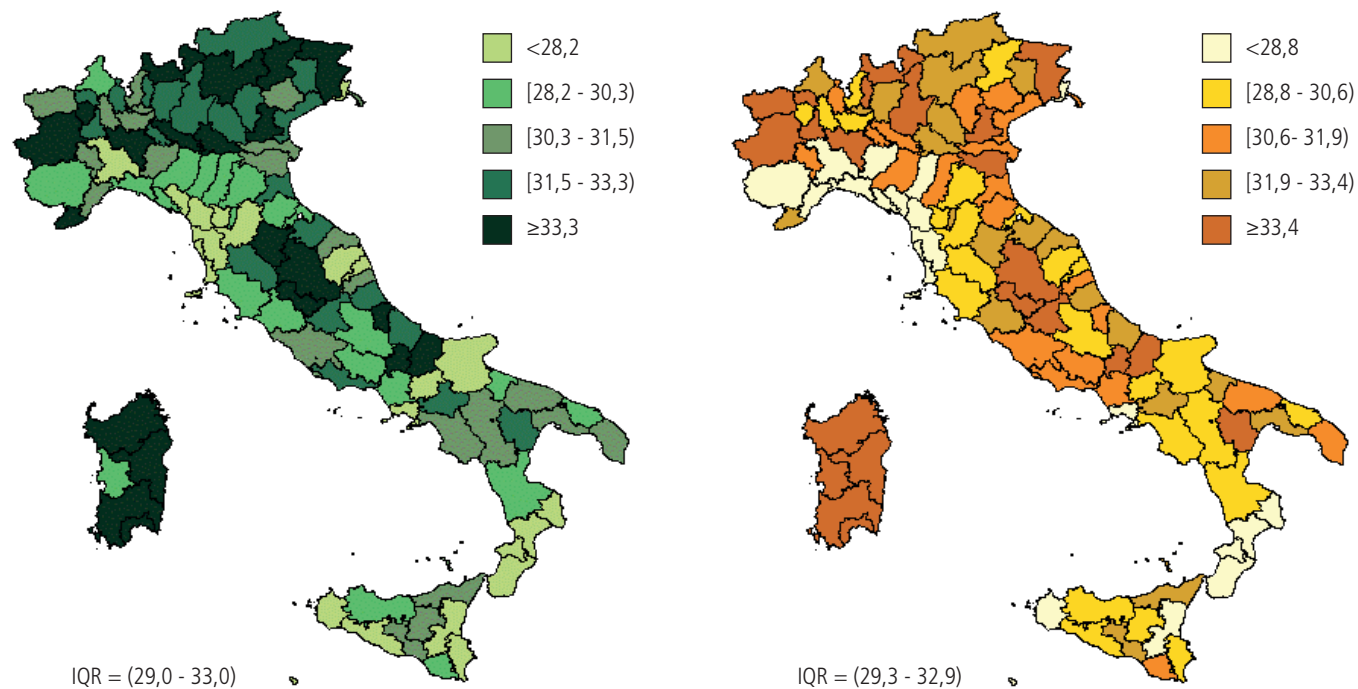 <28,2
[28,2 - 30,3)
[30,3 - 31,5)
[31,5 - 33,3)
≥33,3
IQR = (29,0 - 33,0)
<28,8
[28,8 - 30,6)
[30,6- 31,9)
[31,9 - 33,4)
≥33,4
IQR = (29,3 - 32,9)